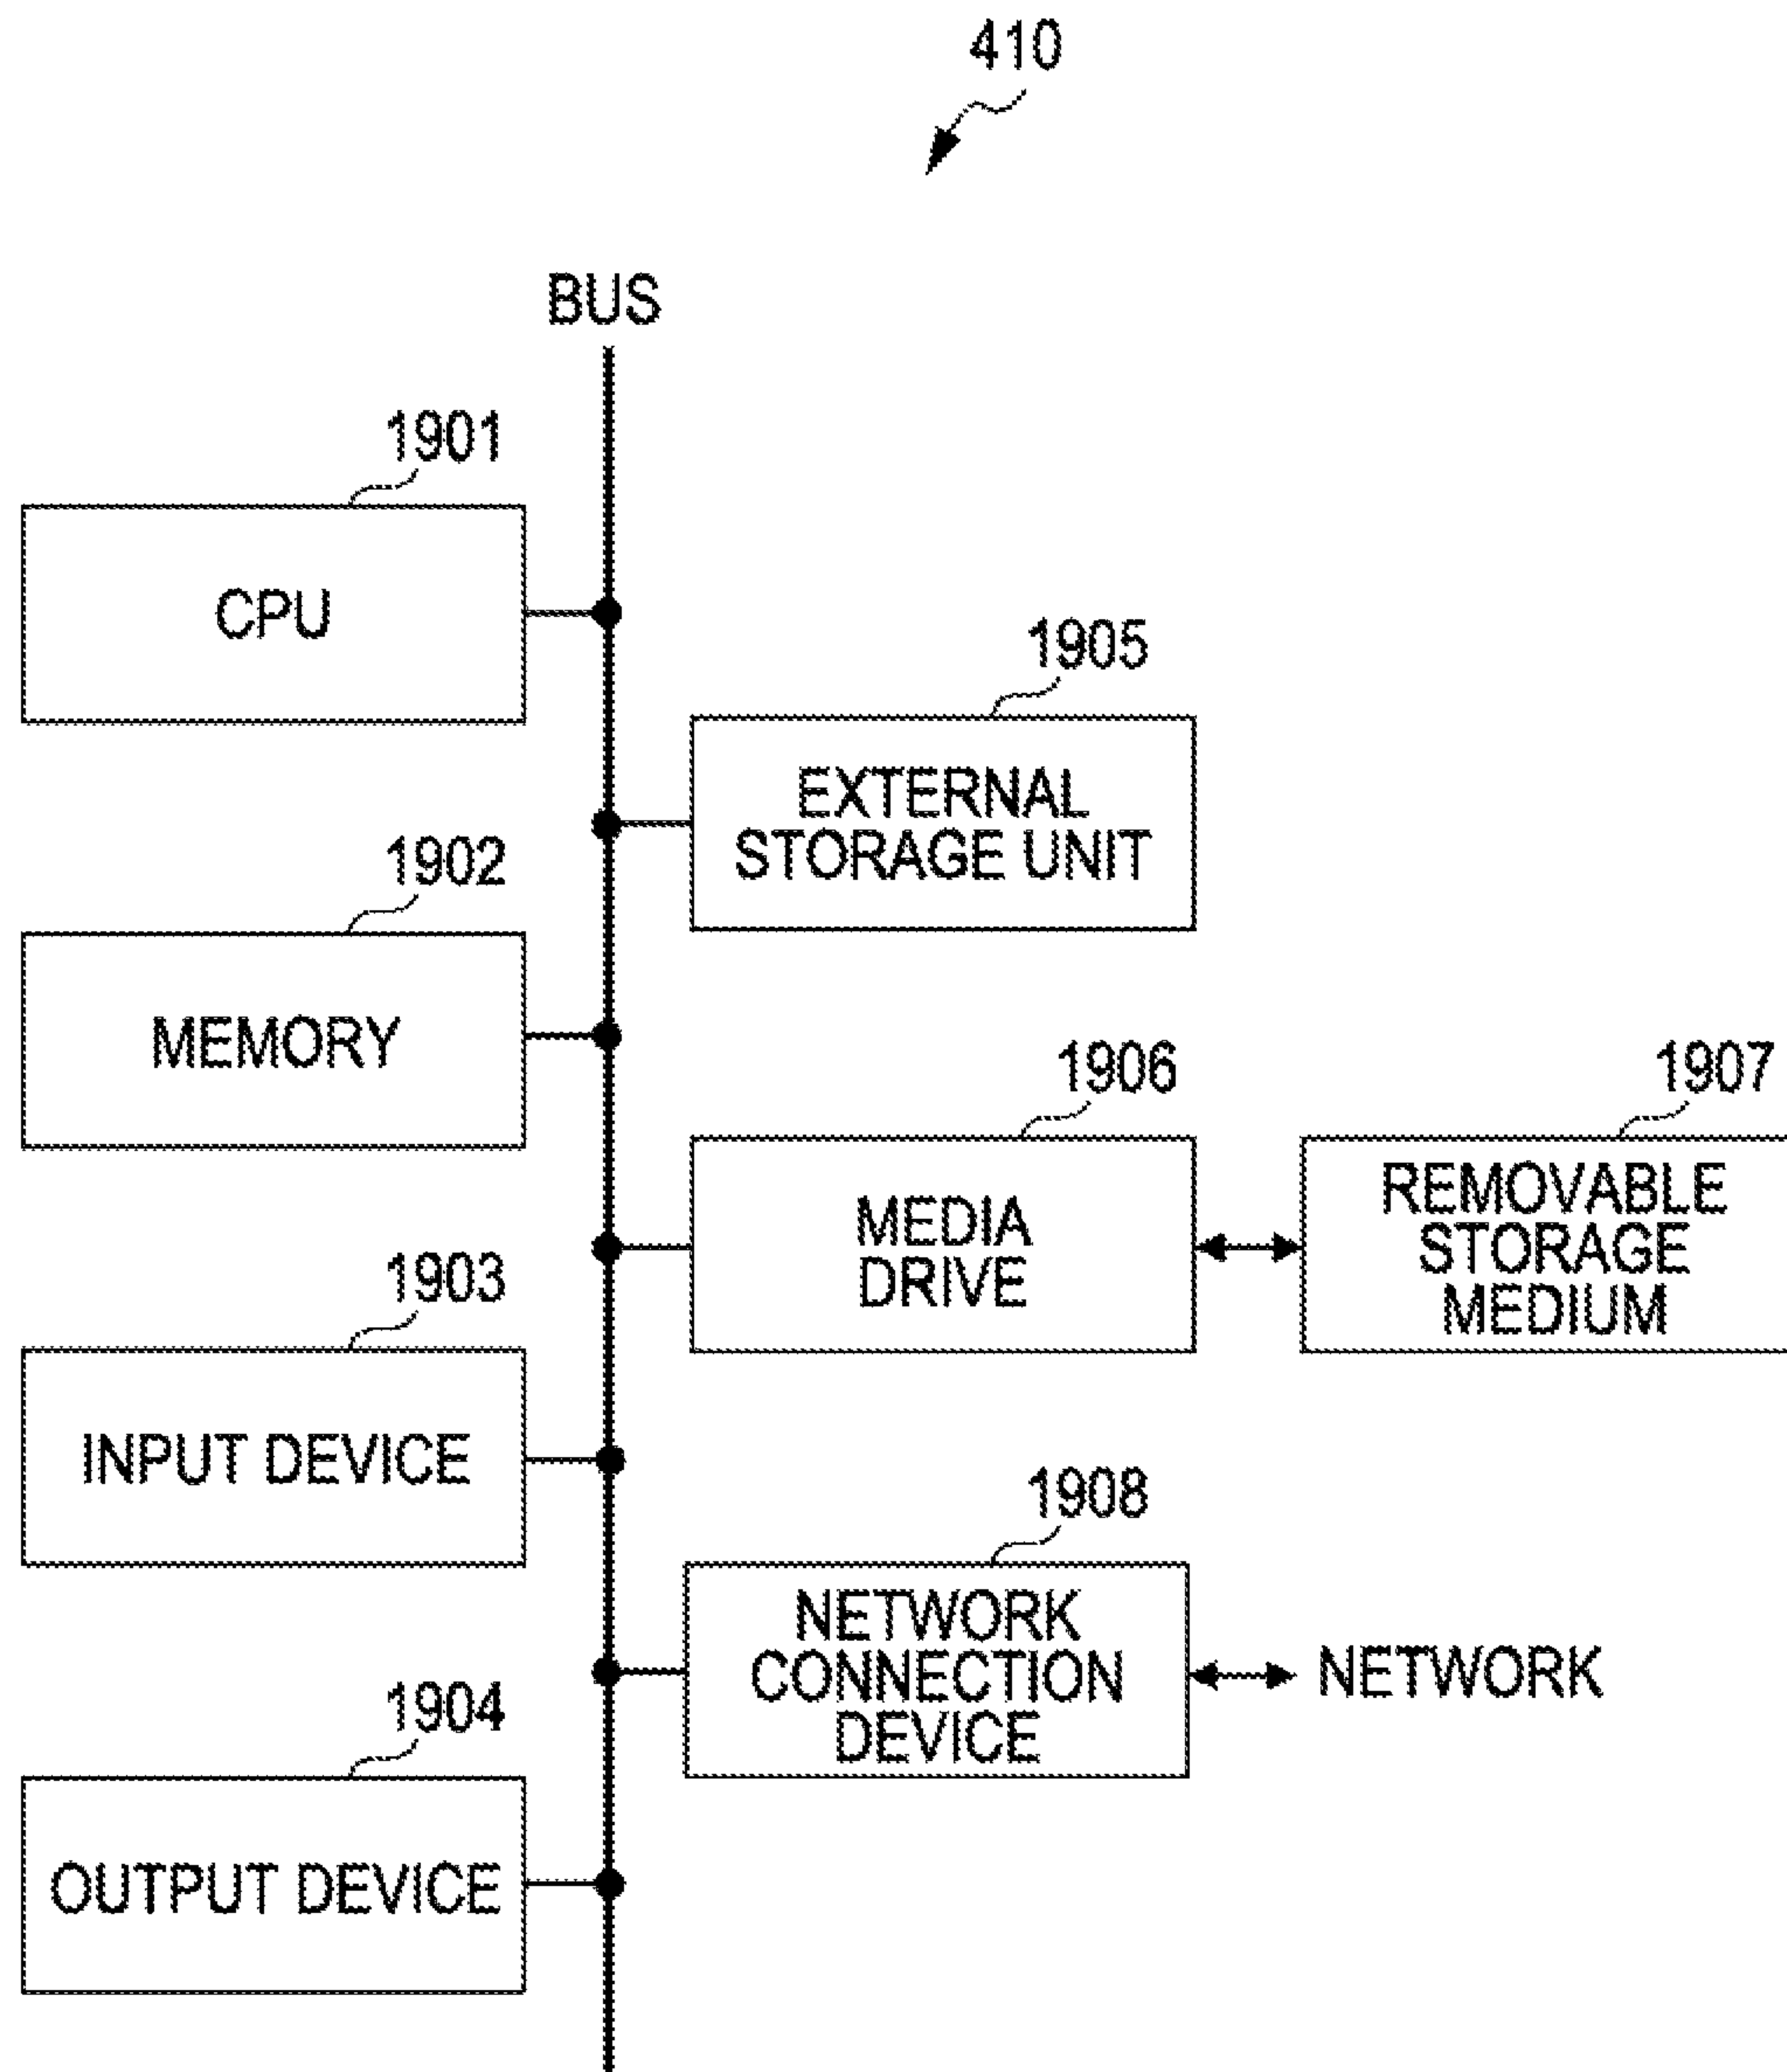 410
BUS
1901
CPU
1905
EXTERNAL
STORAGE UNIT
1902
MEMORY
1906
MEDIA
DRIVE
1907
REMOVABLE
STORAGE
MEDIUM
1903
INPUT DEVICE
1908
NETWORK
CONNECTION
DEVICE
NETWORK
1904
OUTPUT DEVICE